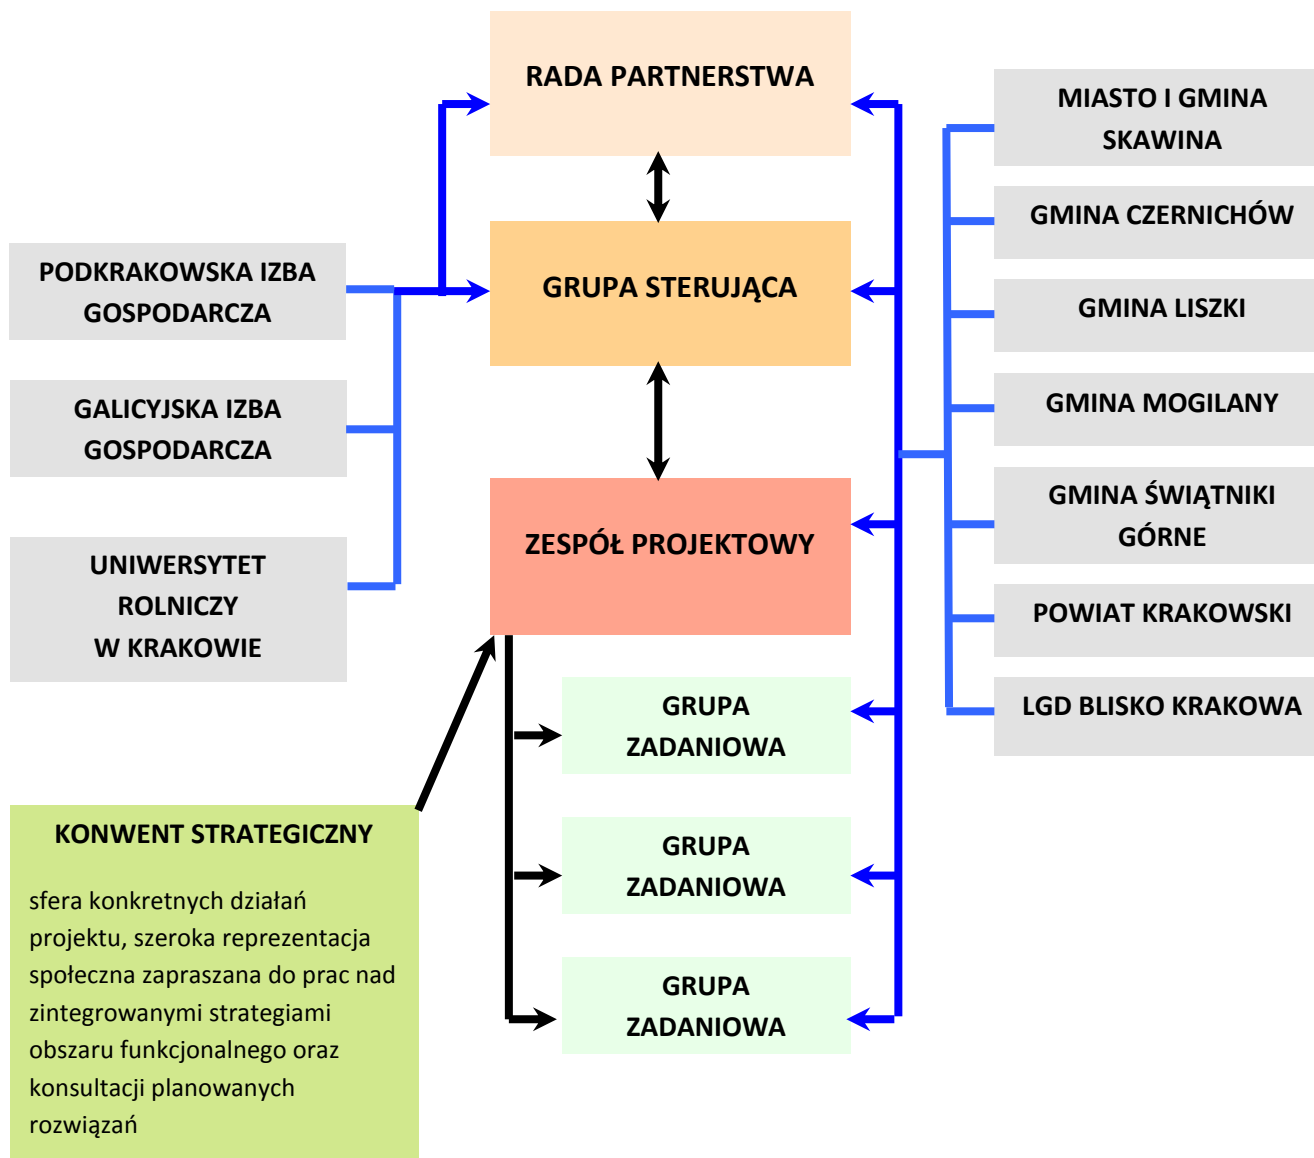 RADA PARTNERSTWA
GRUPA STERUJĄCA
ZESPÓŁ PROJEKTOWY
GRUPA
ZADANIOWA
GRUPA
ZADANIOWA
GRUPA
ZADANIOWA
PODKRAKOWSKA IZBA
GOSPODARCZA
GALICYJSKA IZBA
GOSPODARCZA
UNIWERSYTET
ROLNICZY
W KRAKOWIE
KONWENT STRATEGICZNY
sfera konkretnych działań
projektu, szeroka reprezentacja
społeczna zapraszana do prac nad
zintegrowanymi strategiami
obszaru funkcjonalnego oraz
konsultacji planowanych
rozwiązań
MIASTO I GMINA
SKAWINA
GMINA CZERNICHÓW
GMINA LISZKI
GMINA MOGILANY
GMINA ŚWIĄTNIKI
GÓRNE
POWIAT KRAKOWSKI
LGD BLISKO KRAKOWA